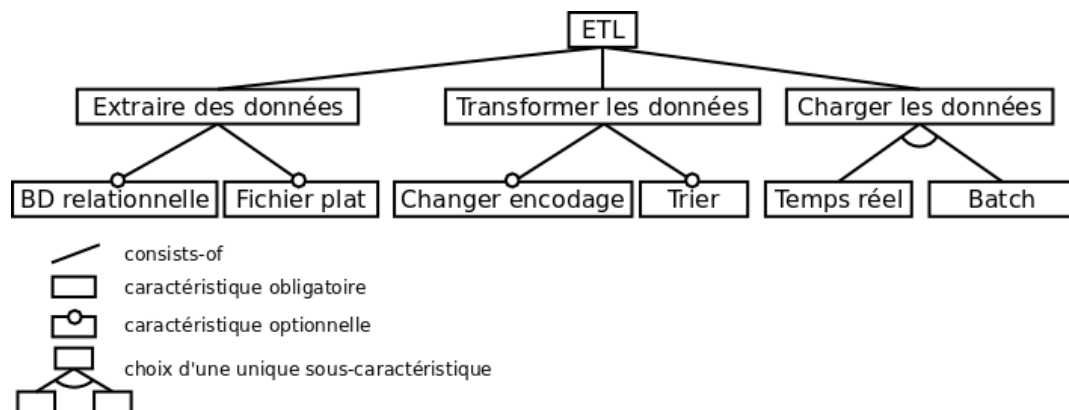 ETL
Extraire des données
Transformer les données
Charger les données
BD relationnelle
Fichier plat
Changer encodage
Trier
Temps réel
Batch
consists-of
caractéristique obligatoire
caractéristique optionnelle
choix d'une unique sous-caractéristique